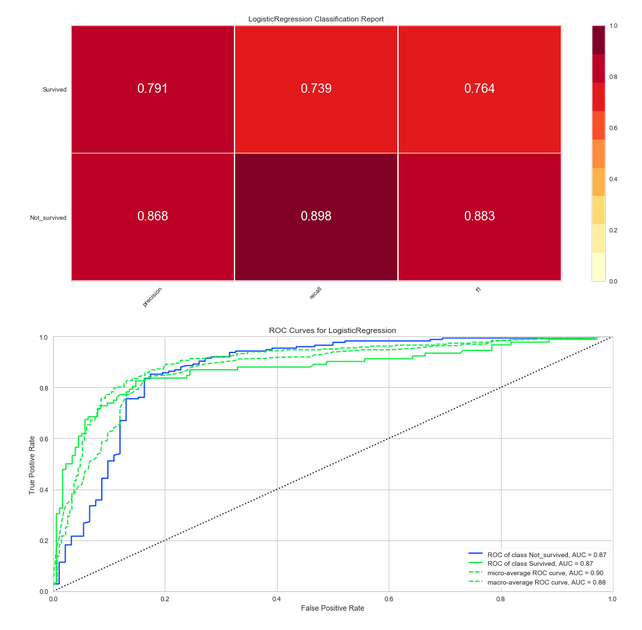 LogisticRegression Classification Report
Survived
0.791 0.739 0.764
Not_survived
0.868 0.898 0.883
precision recall f1
1.0
0.8
0.6
0.4
0.2
0.0
ROC Curves for LogisticRegression
True Postive Rate
1.0
0.8
0.6
0.4
0.2
0.0
ROC of class Not_survived, AUC = 0.87
ROC of class Survived, AUC = 0.87
micro-average ROC curve, AUC = 0.90
macro-average ROC curve, AUC = 0.88
0.0 0.2 0.4 0.6 0.8 1.0
False Positive Rate